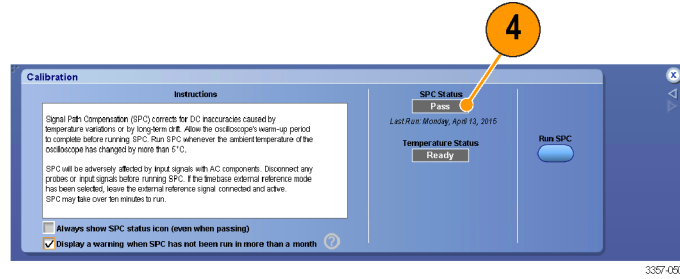 4
Calibration
Instructions
Signal Path Compensation (SPC) corrects for DC inaccuracies caused by
temperature variations or by long-term drift. Allow the oscilloscope's warm-up period
to complete before running SPC. Run SPC whenever the ambient temperature of the
oscilloscope has changed by more than 5°C.
SPC will be adversely affected by input signals with AC components. Disconnect any
probes or input signals before running SPC. If the timebase external reference mode
has been selected, leave the external reference signal connected and active.
SPC may take over ten minutes to run.
Always show SPC status icon (even when passing)
Display a warning when SPC has not been run in more than a month
?
SPC Status
Pass
Last Run: Monday, April 13, 2015
Temperature Status
Ready
Run SPC
X